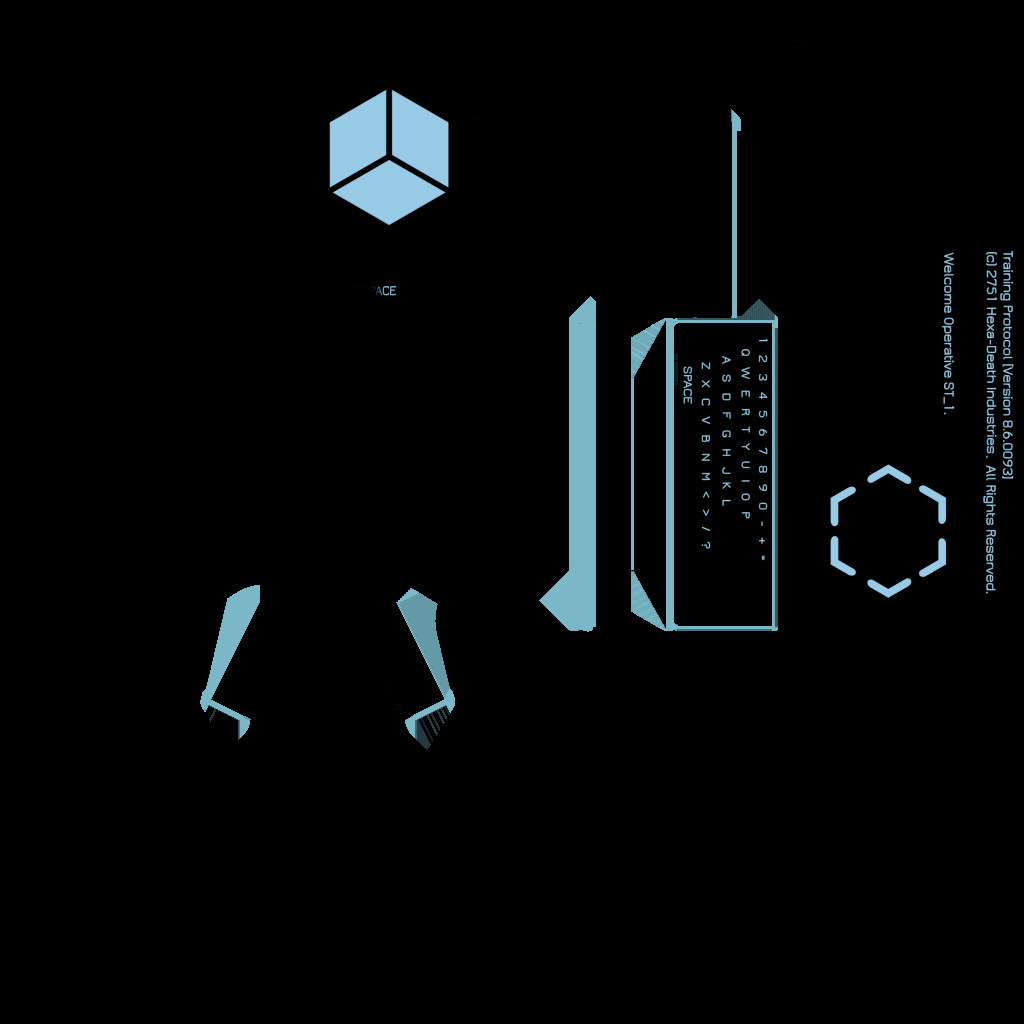 Training Protocol [Version 8.6.0093]
(c) 2751 Hexa-Death Industries. All Rights Reserved.
Welcome Operative ST_1.
1 2 3 4 5 6 7 8 9 0 - + =
Q W E R T Y U I O P
A S D F G H J K L
Z X C V B N M < > / ?
SPACE
ACE